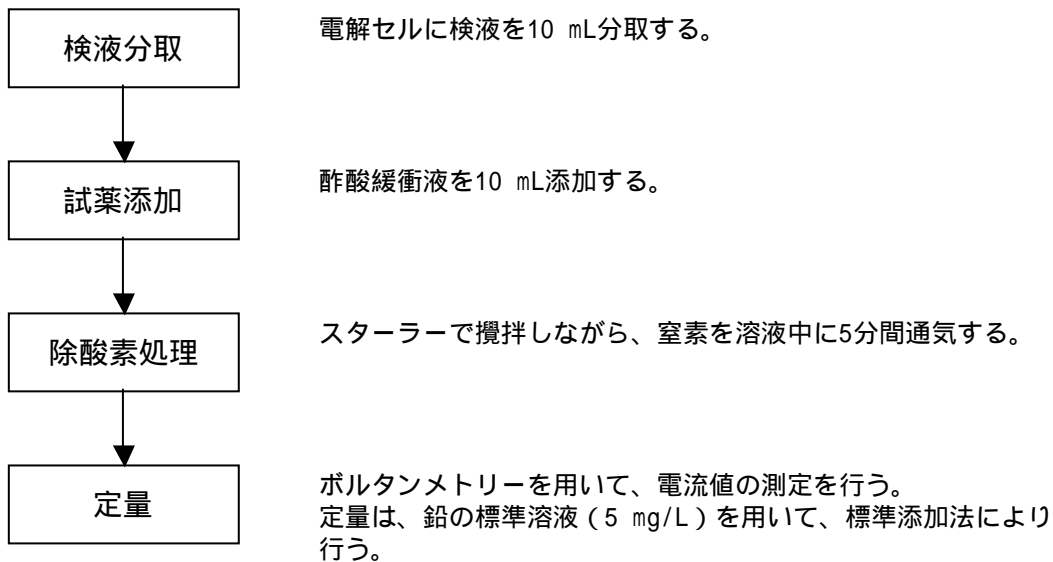 検液分取
電解セルに検液を10 mL分取する。
試薬添加
酢酸緩衝液を10 mL添加する。
除酸素処理
スターラーで攪拌しながら、窒素を溶液中に5分間通気する。
定量
ボルタンメトリーを用いて、電流値の測定を行う。
定量は、鉛の標準溶液（5 mg/L）を用いて、標準添加法により
行う。